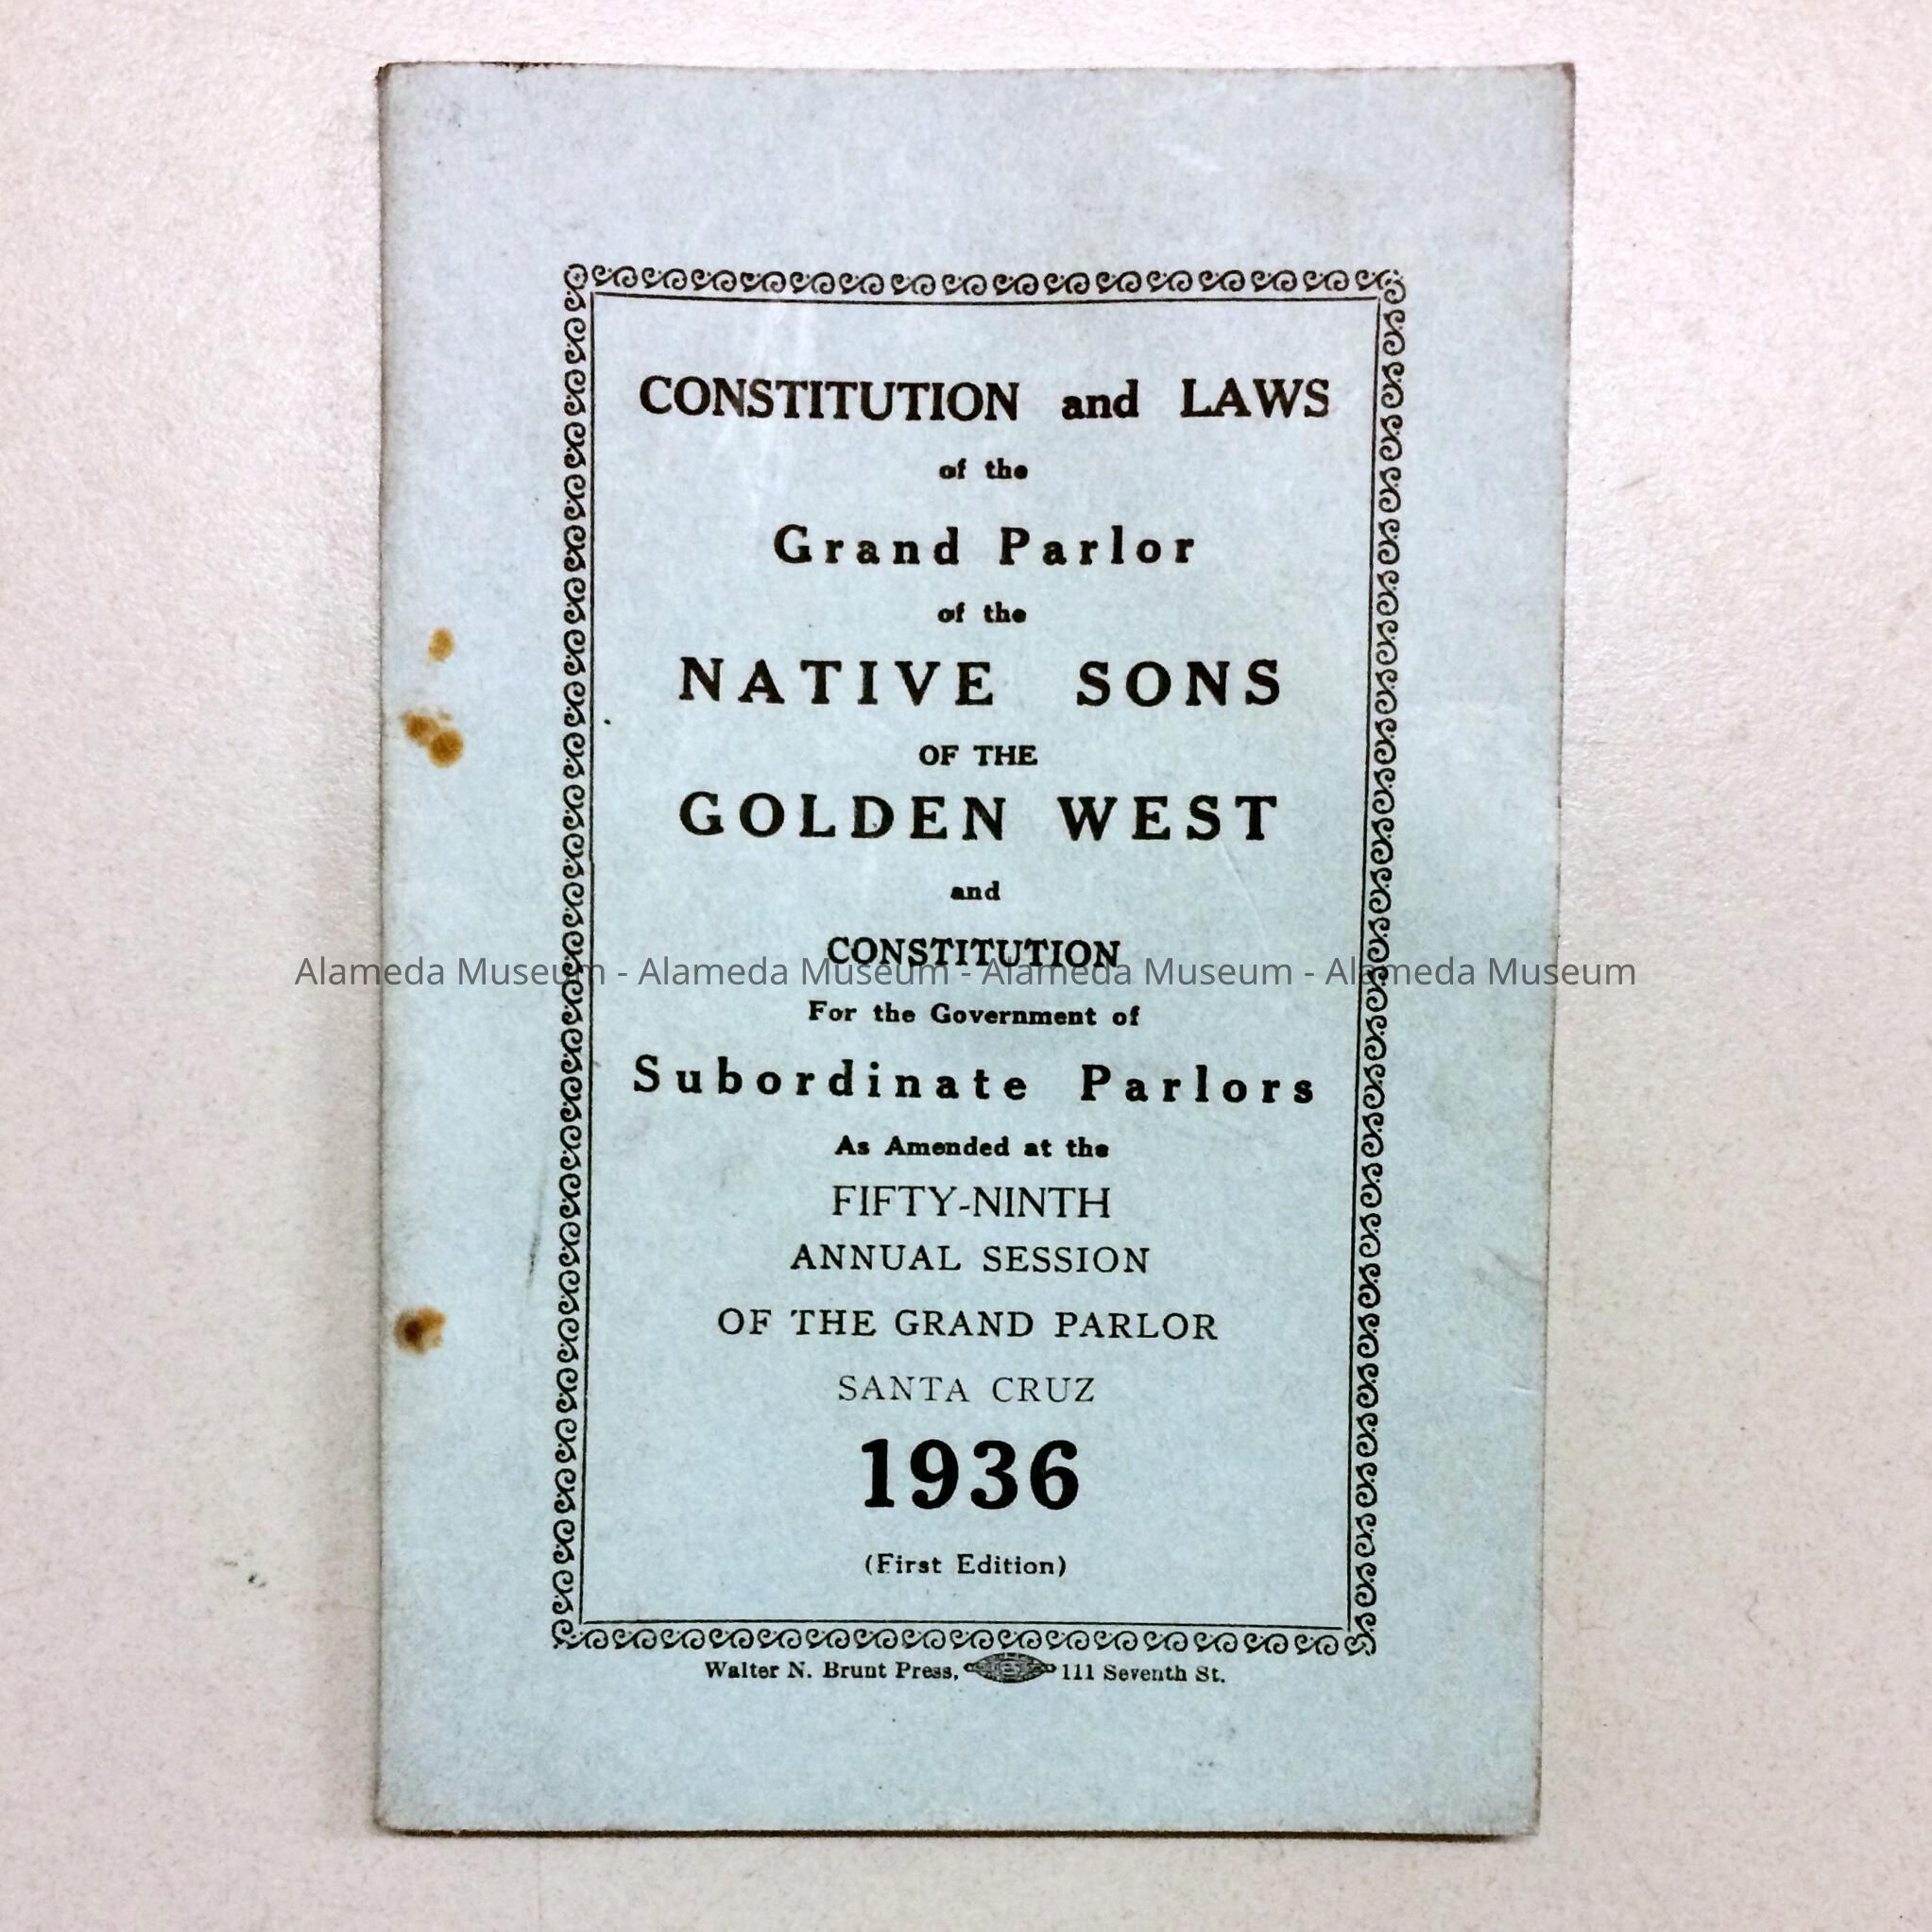 CONSTITUTION and LAWS
of the
Grand Parlor
of the
NATIVE SONS
OF THE
GOLDEN WEST
and
CONSTITUTION
Alameda Museum - Alameda Museum - Alameda Museum - Alameda Museum
For the Government of
Subordinate Parlors
As Amended at the
FIFTY-NINTH
ANNUAL SESSION
OF THE GRAND PARLOR
SANTA CRUZ
1936
(First Edition)
Walter N. Brunt Press, 111 Seventh St.